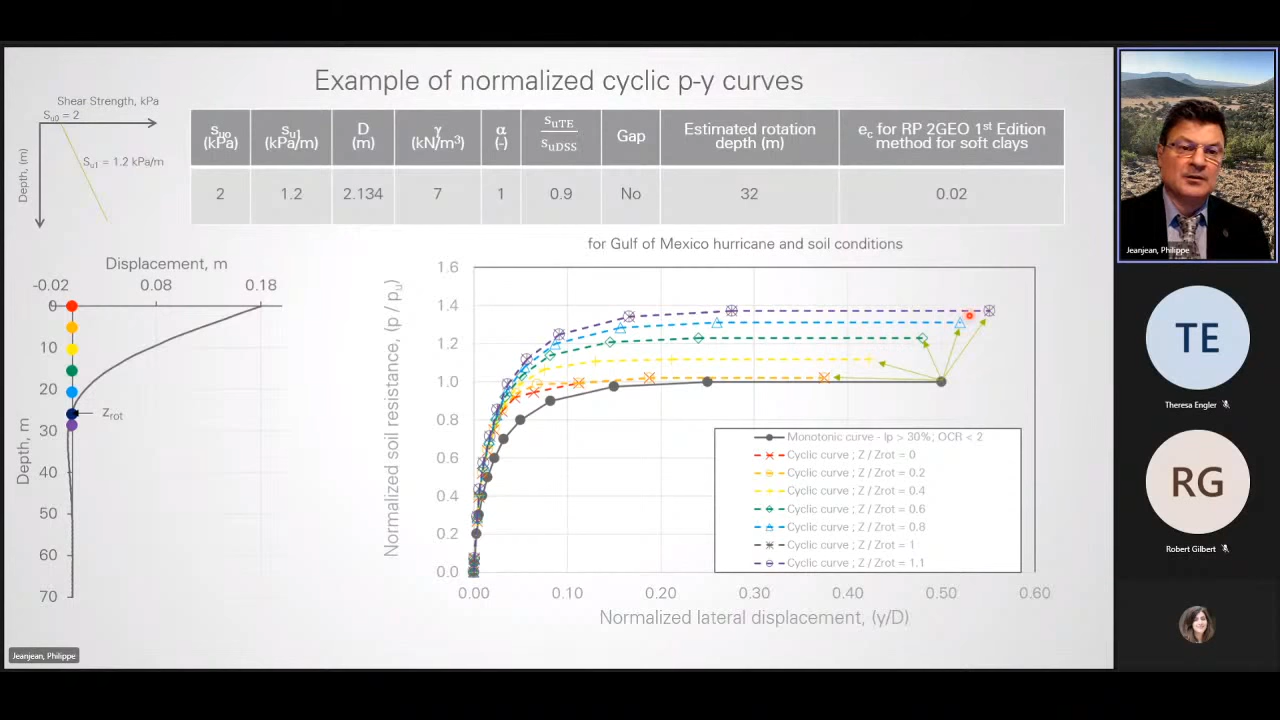 Example of normalized cyclic p-y curves
Shear Strength, kPa
Su0 = 2
Su1 = 1.2 kPa/m
Depth, (m)
suo (kPa)
su1 (kPa/m)
D (m)
γ (kN/m³)
α (-)
suTE / suDSS
Gap
Estimated rotation depth (m)
ec for RP 2GEO 1st Edition method for soft clays
2
1.2
2.134
7
1
0.9
No
32
0.02
Displacement, m
-0.02 0.08 0.18
0
10
20
30
40
50
60
70
Depth, m
zrot
for Gulf of Mexico hurricane and soil conditions
1.6
1.4
1.2
1.0
0.8
0.6
0.4
0.2
0.0
Normalized soil resistance, (p / pu)
Monotonic curve - Ip > 30%; OCR < 2
Cyclic curve ; Z / Zrot = 0
Cyclic curve ; Z / Zrot = 0.2
Cyclic curve ; Z / Zrot = 0.4
Cyclic curve ; Z / Zrot = 0.6
Cyclic curve ; Z / Zrot = 0.8
Cyclic curve ; Z / Zrot = 1
Cyclic curve ; Z / Zrot = 1.1
0.00 0.10 0.20 0.30 0.40 0.50 0.60
Normalized lateral displacement, (y/D)
Jeanjean, Philippe
Jeanjean, Philippe
TE
Theresa Engler
RG
Robert Gilbert